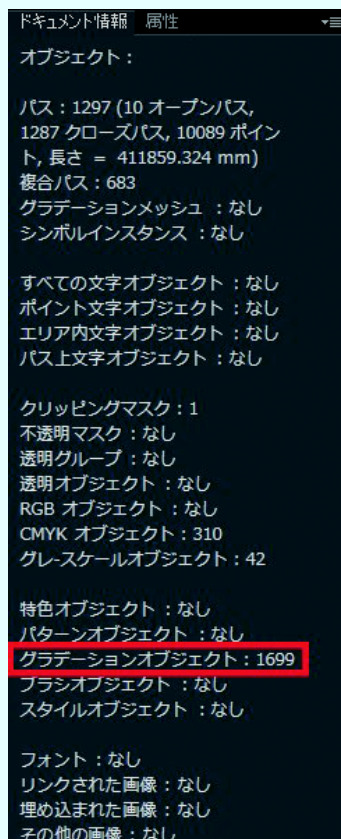 ドキュメント情報 属性
オブジェクト：
パス：1297 (10 オープンパス,
1287 クローズパス, 10089 ポイン
ト, 長さ = 411859.324 mm)
複合パス：683
グラデーションメッシュ ：なし
シンボルインスタンス ：なし
すべての文字オブジェクト：なし
ポイント文字オブジェクト：なし
エリア内文字オブジェクト：なし
パス上文字オブジェクト：なし
クリッピングマスク：1
不透明マスク：なし
透明グループ：なし
透明オブジェクト：なし
RGB オブジェクト：なし
CMYK オブジェクト：310
グレースケールオブジェクト：42
特色オブジェクト：なし
パターンオブジェクト：なし
グラデーションオブジェクト：1699
ブラシオブジェクト：なし
スタイルオブジェクト ：なし
フォント：なし
リンクされた画像：なし
埋め込まれた画像：なし
その他の画像：なし